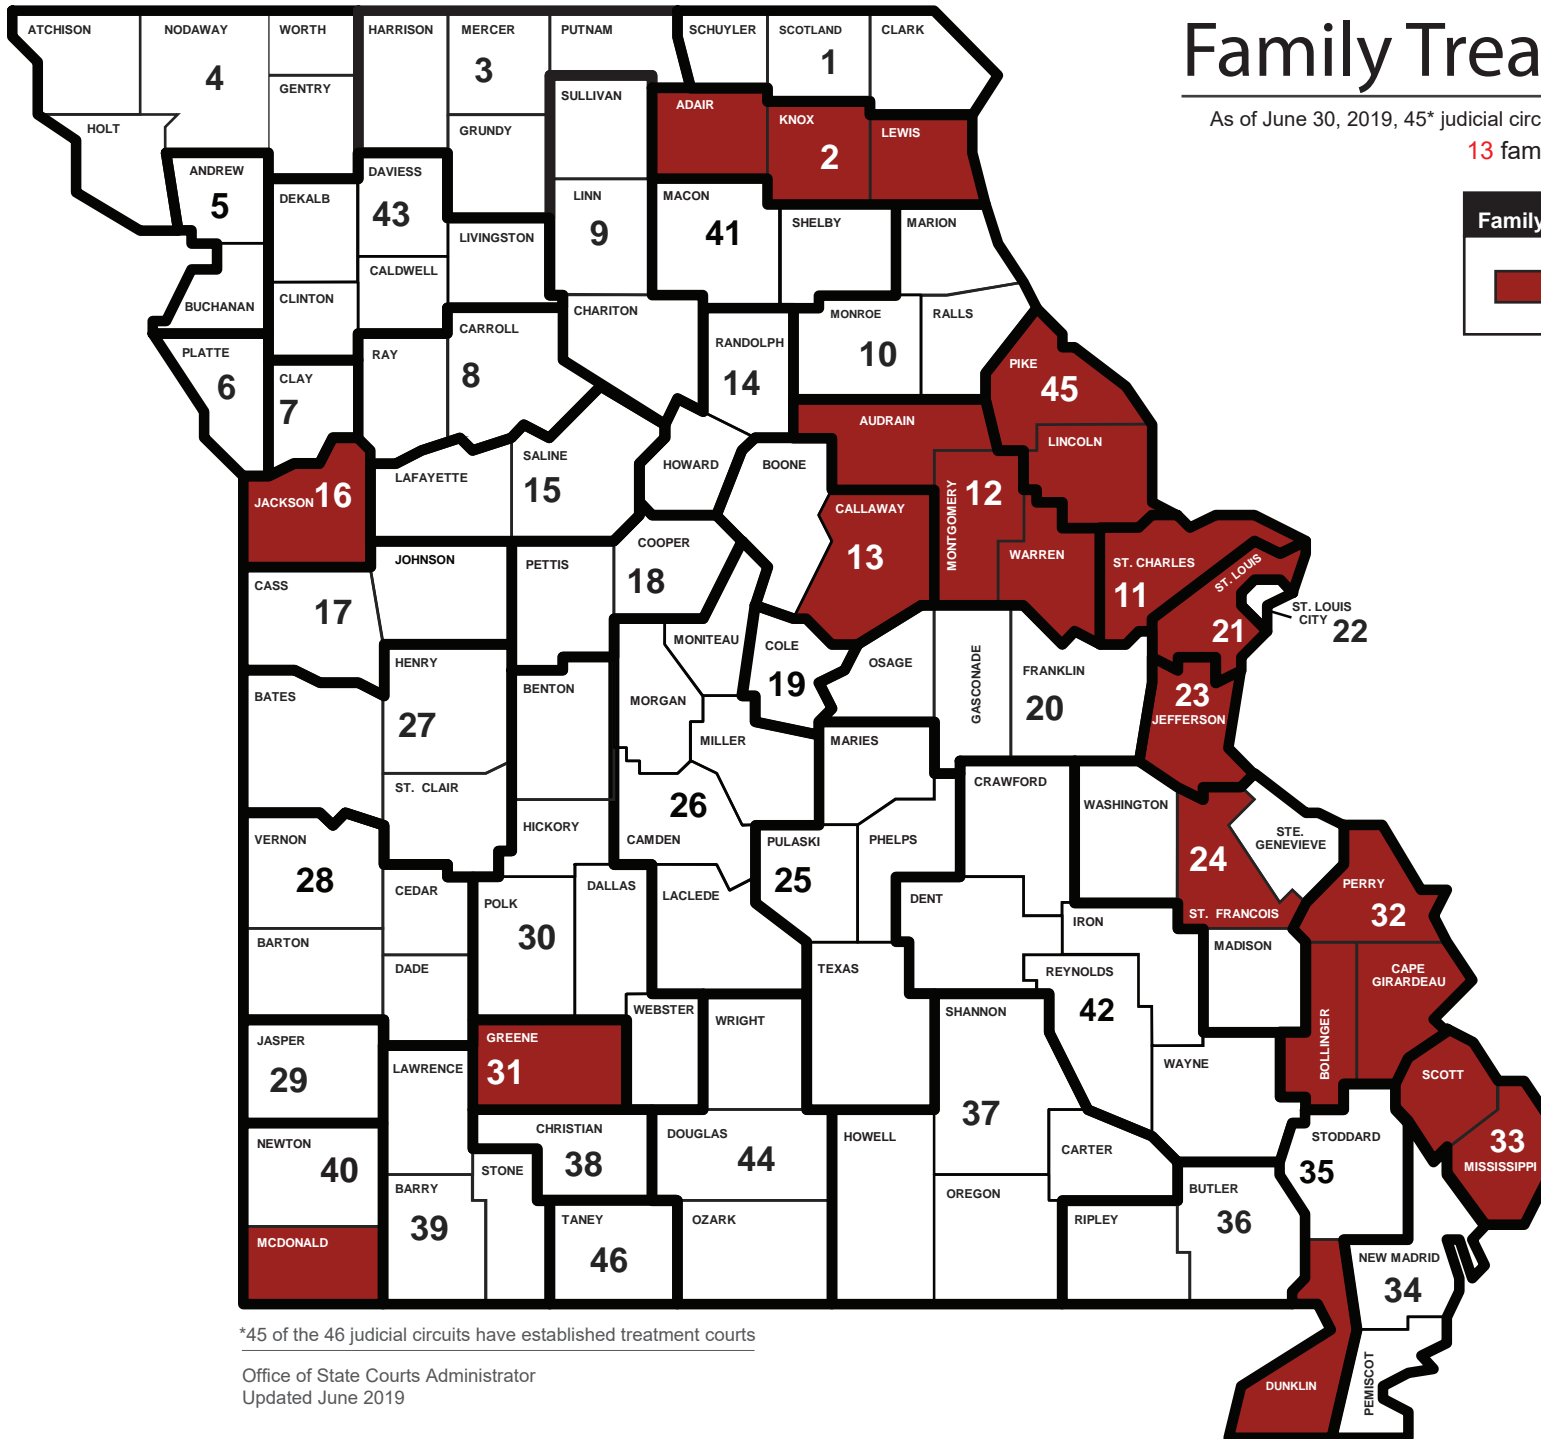 Family Trea
As of June 30, 2019, 45* judicial circ
13 fam
Family
ATCHISON
NODAWAY
WORTH
HARRISON
MERCER
PUTNAM
SCHUYLER
SCOTLAND
CLARK
4
3
1
GENTRY
SULLIVAN
ADAIR
KNOX
LEWIS
HOLT
GRUNDY
2
ANDREW
5
DEKALB
DAVIESS
43
LINN
9
MACON
41
SHELBY
MARION
LIVINGSTON
CALDWELL
BUCHANAN
CLINTON
CHARITON
MONROE
RALLS
10
CARROLL
8
RANDOLPH
14
PLATTE
6
CLAY
7
RAY
PIKE
45
LINCOLN
AUDRAIN
HOWARD
BOONE
SALINE
15
LAFAYETTE
JACKSON 16
CALLAWAY
13
MONTGOMERY
12
WARREN
ST. CHARLES
11
ST. LOUIS
21
ST. LOUIS
CITY 22
JOHNSON
PETTIS
COOPER
18
CASS
17
MONITEAU
COLE
19
OSAGE
GASCONADE
FRANKLIN
20
23
JEFFERSON
HENRY
27
BENTON
MORGAN
MILLER
MARIES
BATES
ST. CLAIR
HICKORY
26
CAMDEN
PULASKI
25
PHELPS
CRAWFORD
WASHINGTON
STE.
GENEVIEVE
24
ST. FRANCOIS
PERRY
32
VERNON
28
CEDAR
POLK
30
DALLAS
LACLEDE
DENT
IRON
MADISON
CAPE
GIRARDEAU
BOLLINGER
BARTON
DADE
TEXAS
REYNOLDS
42
WEBSTER
WRIGHT
SHANNON
37
JASPER
29
LAWRENCE
GREENE
31
WAYNE
SCOTT
33
MISSISSIPPI
NEWTON
40
CHRISTIAN
38
DOUGLAS
44
HOWELL
CARTER
STODDARD
35
BARRY
39
STONE
OREGON
BUTLER
36
MCDONALD
TANEY
46
OZARK
RIPLEY
NEW MADRID
34
DUNKLIN
PEMISCOT
*45 of the 46 judicial circuits have established treatment courts
Office of State Courts Administrator
Updated June 2019